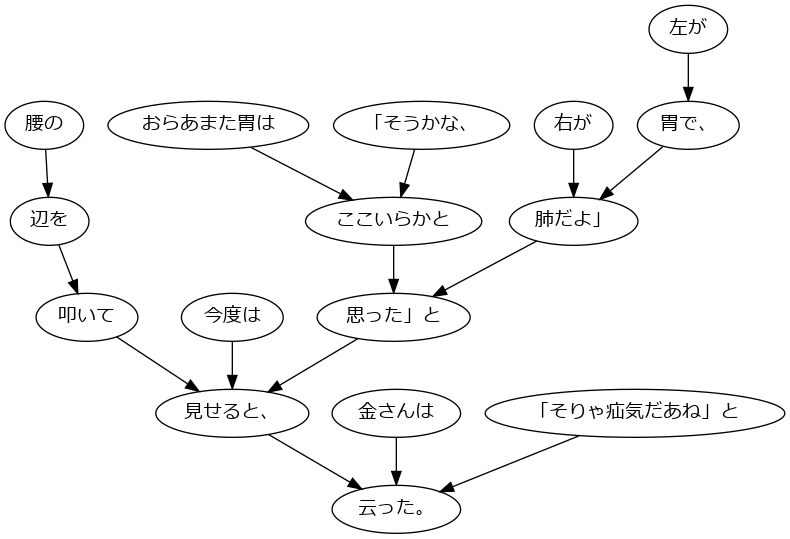 左が
腰の
おらあまた胃は
「そうかな、
右が
胃で、
辺を
ここいらかと
肺だよ」
叩いて
今度は
思った」と
見せると、
金さんは
「そりゃ疝気だあね」と
云った。